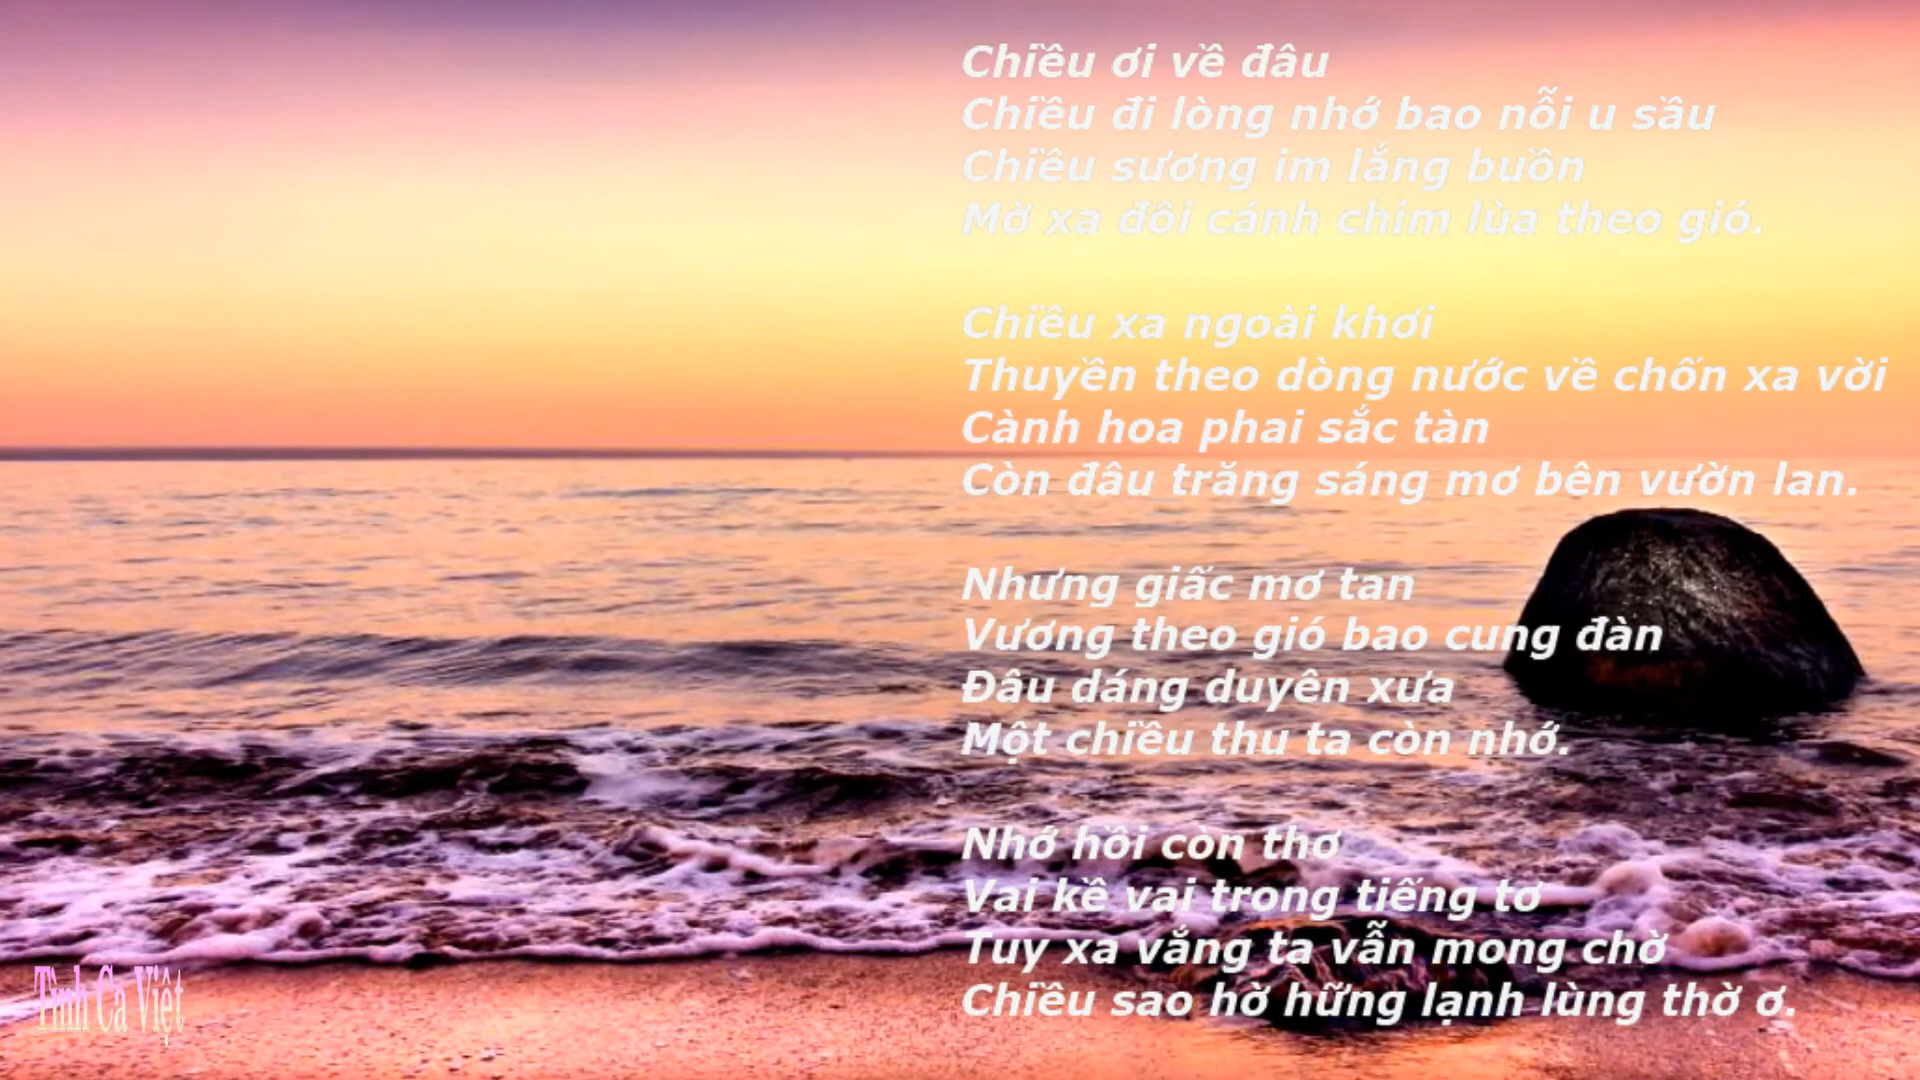 Chiều ơi về đâu
Chiều đi lòng nhớ bao nỗi u sầu
Chiều sương im lắng buồn
Mờ xa đôi cánh chim lùa theo gió.
Chiều xa ngoài khơi
Thuyền theo dòng nước về chốn xa vời
Cành hoa phai sắc tàn
Còn đâu trăng sáng mơ bên vườn lan.
Nhưng giấc mơ tan
Vương theo gió bao cung đàn
Đâu dáng duyên xưa
Một chiều thu ta còn nhớ.
Nhớ hồi còn thơ
Vai kề vai trong tiếng tơ
Tuy xa vắng ta vẫn mong chờ
Chiều sao hờ hững lạnh lùng thờ ơ.
Tình Ca Việt